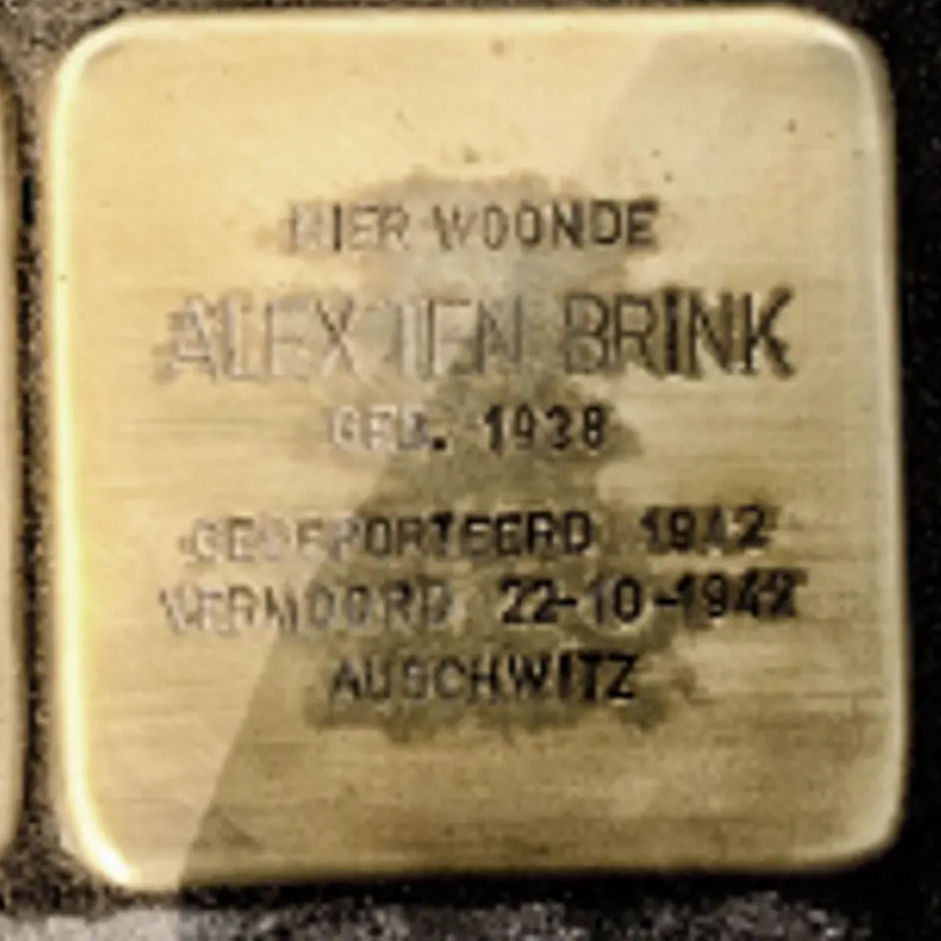 HIER WOONDE
ALEX TEN BRINK
GEB. 1938
GEDEPORTEERD 1942
VERMOORD 22-10-1942
AUSCHWITZ